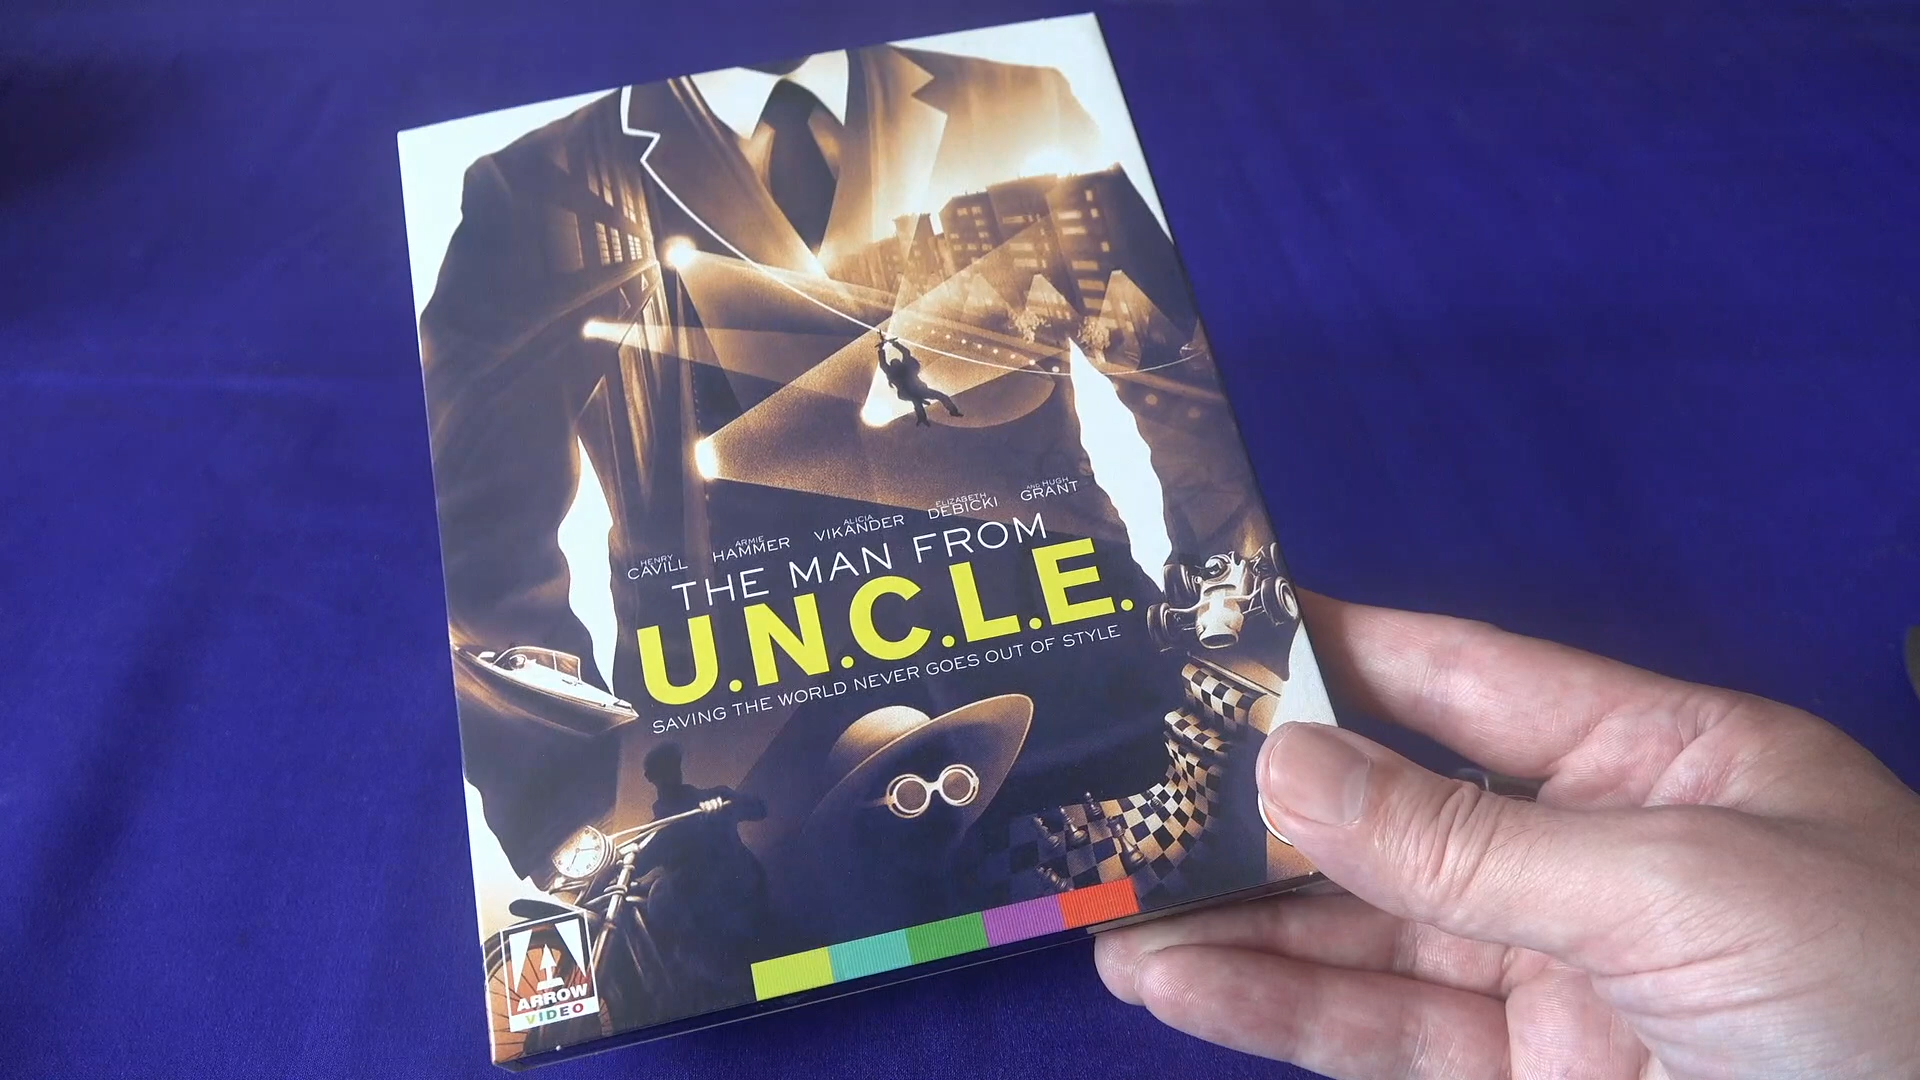 HENRY CAVILL ARMIE HAMMER ALICIA VIKANDER ELIZABETH DEBICKI AND HUGH GRANT
THE MAN FROM
U.N.C.L.E.
SAVING THE WORLD NEVER GOES OUT OF STYLE
ARROW
VIDEO